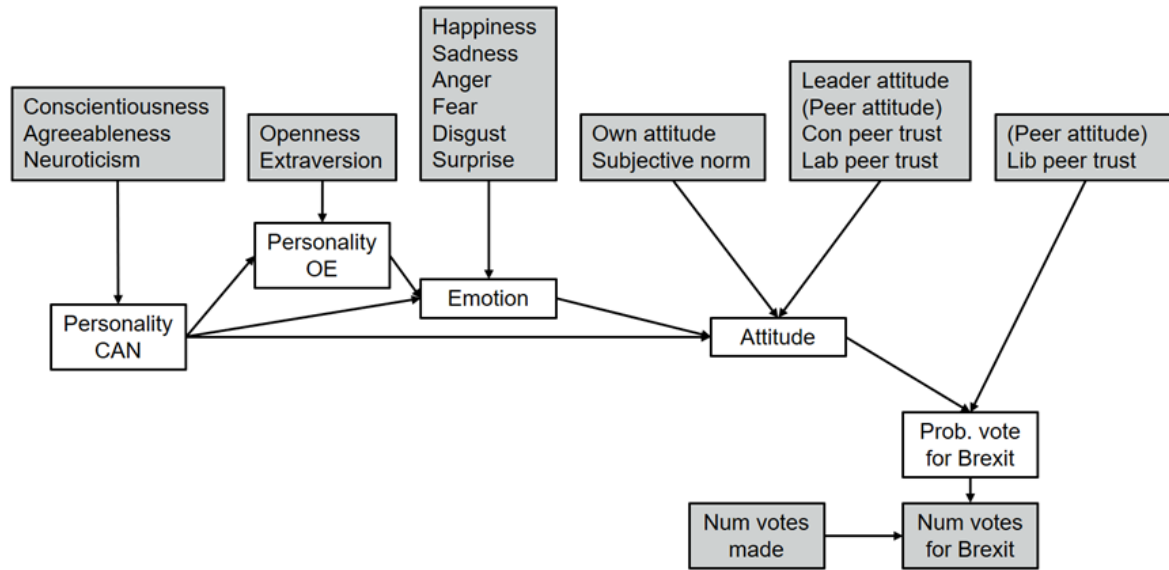 Happiness
Sadness
Anger
Fear
Disgust
Surprise
Conscientiousness
Agreeableness
Neuroticism
Openness
Extraversion
Own attitude
Subjective norm
Leader attitude
(Peer attitude)
Con peer trust
Lab peer trust
(Peer attitude)
Lib peer trust
Personality
OE
Emotion
Personality
CAN
Attitude
Prob. vote
for Brexit
Num votes
made
Num votes
for Brexit